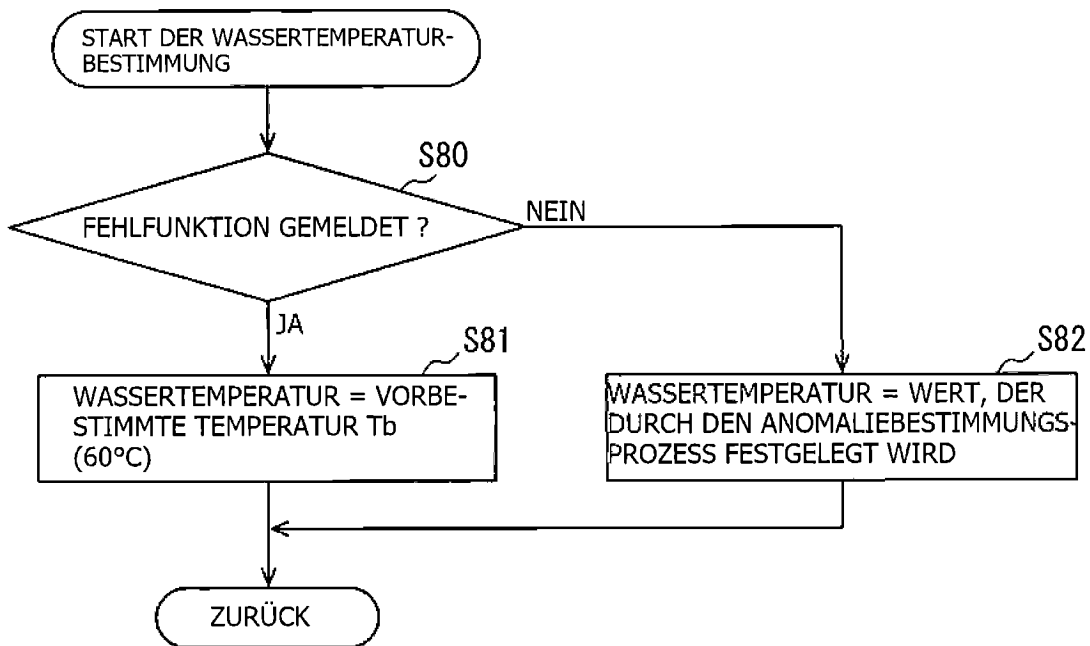 START DER WASSERTEMPERATUR-
BESTIMMUNG
S80
FEHLFUNKTION GEMELDET ?
NEIN
JA
S81
WASSERTEMPERATUR = VORBE-
STIMMTE TEMPERATUR Tb
(60°C)
S82
WASSERTEMPERATUR = WERT, DER
DURCH DEN ANOMALIEBESTIMMUNGS-
PROZESS FESTGELEGT WIRD
ZURÜCK